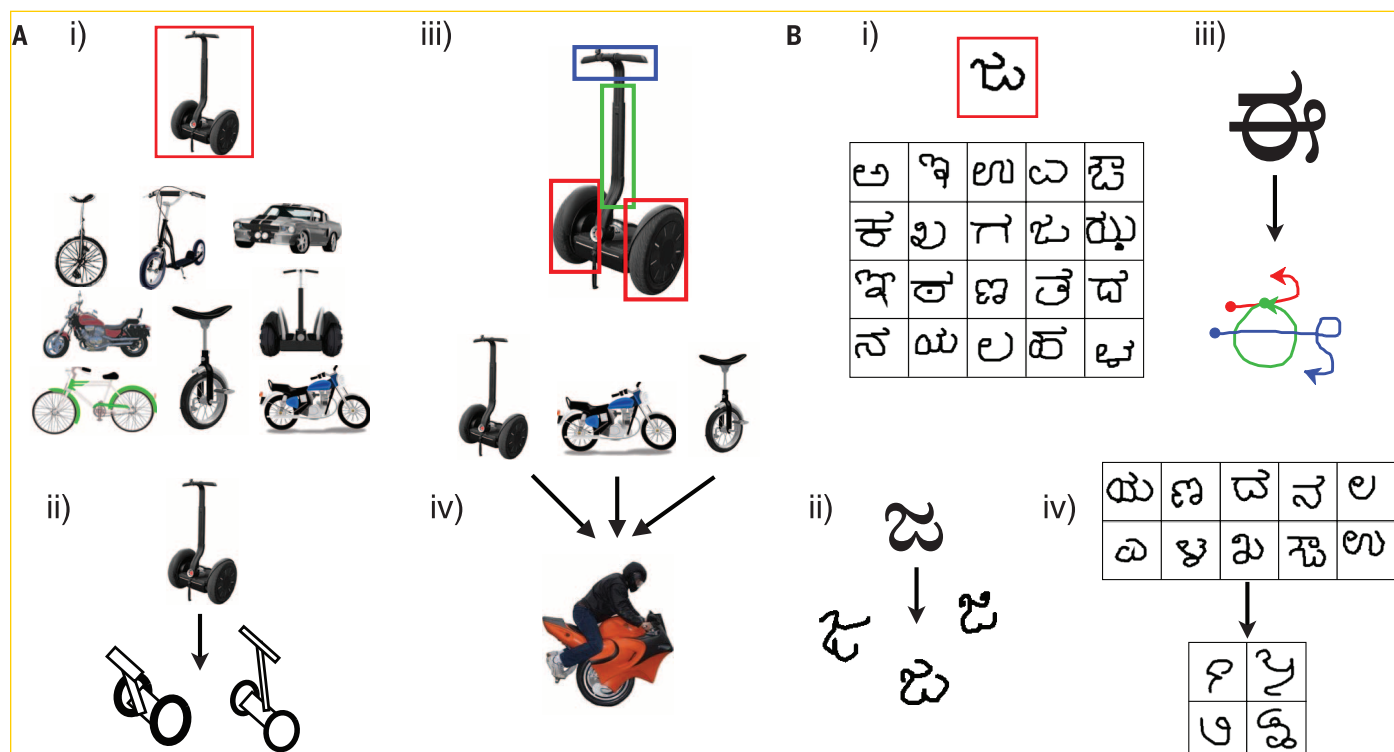 A i) iii) B i) iii)
ಜ
ಅ ಇ ಉ ಎ ಔ
ಕ ಖ ಗ ಜ ಝ
ಞ ಠ ಣ ತ ದ
ನ ಯ ಲ ಹ ಳ
ii) iv) ii) iv)
ಜ
ಜ ಜ
ಜ
ಯ ಣ ದ ನ ಲ
ಎ ಳ ಖ ಔ ಉ